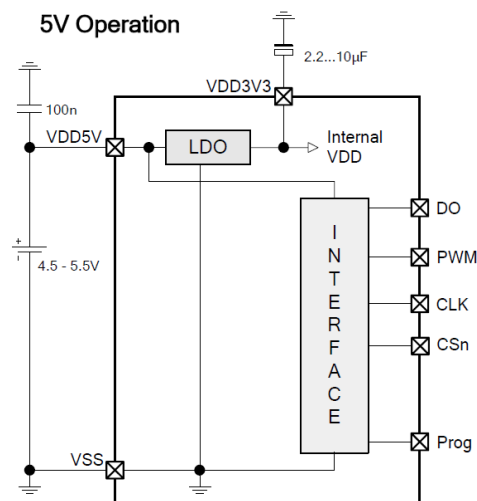 5V Operation
2.2...10µF
VDD3V3
100n
VDD5V
LDO
Internal
VDD
DO
INTERFACE
PWM
+
-
4.5 - 5.5V
CLK
CSn
Prog
VSS